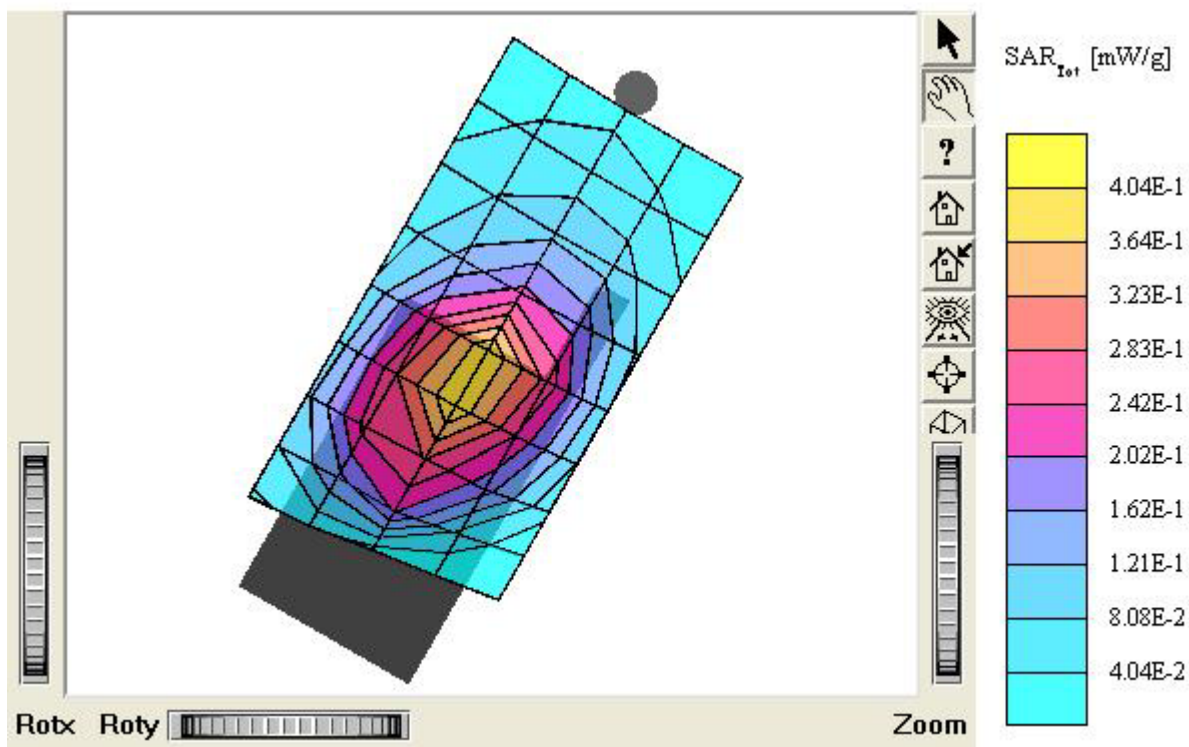 SAR_Tot [mW/g]
?
4.04E-1
3.64E-1
3.23E-1
2.83E-1
2.42E-1
2.02E-1
1.62E-1
1.21E-1
8.08E-2
4.04E-2
Rotx Roty Zoom